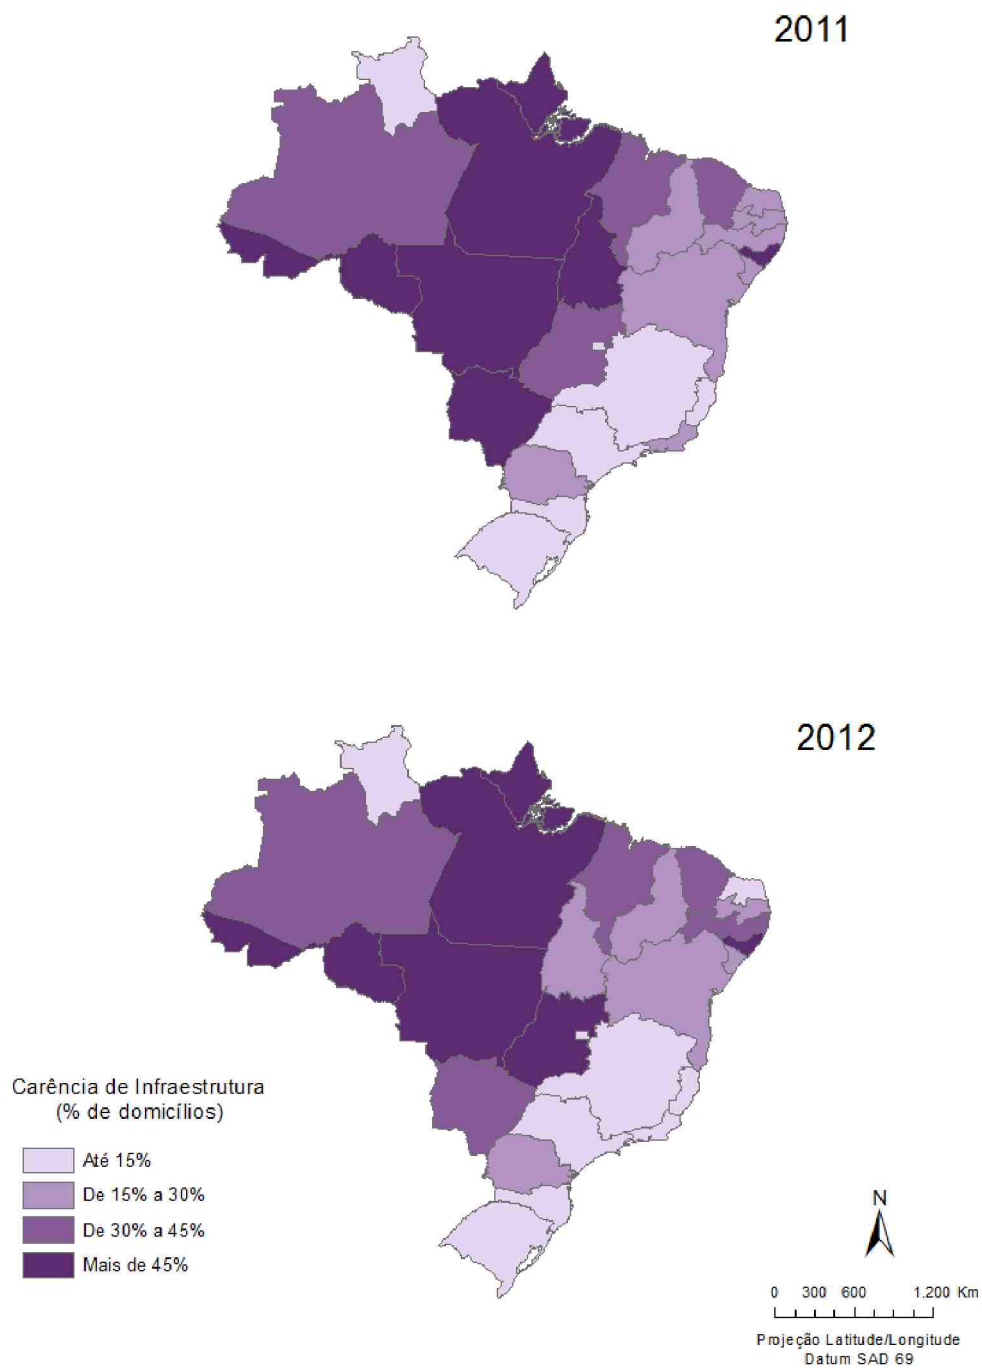 2011
2012
Carência de Infraestrutura
(% de domicílios)
Até 15%
De 15% a 30%
De 30% a 45%
Mais de 45%
N
0 300 600 1.200 Km
Projeção Latitude/Longitude
Datum SAD 69